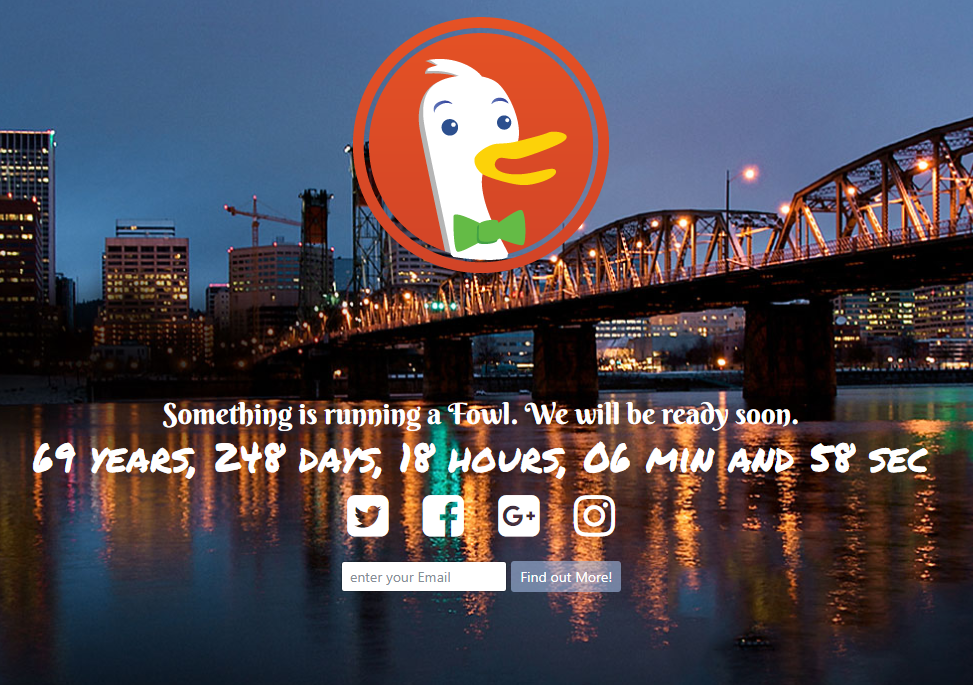 Something is running a Fowl. We will be ready soon.
69 years, 248 days, 18 hours, 06 min and 58 sec
G+
enter your Email Find out More!